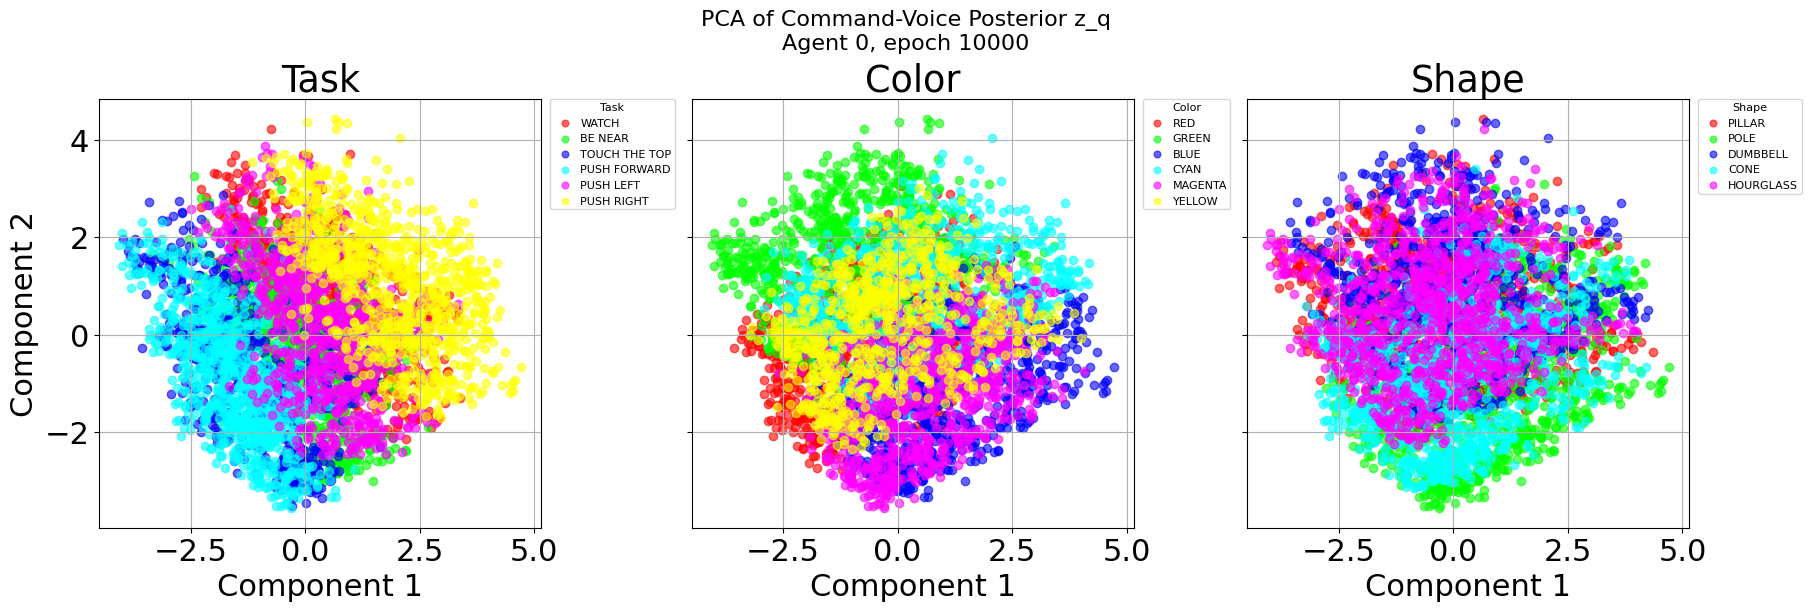 PCA of Command-Voice Posterior z_q
Agent 0, epoch 10000
Task
Component 2
4
2
0
−2
−2.5 0.0 2.5 5.0
Component 1
Task
WATCH
BE NEAR
TOUCH THE TOP
PUSH FORWARD
PUSH LEFT
PUSH RIGHT
Color
−2.5 0.0 2.5 5.0
Component 1
Color
RED
GREEN
BLUE
CYAN
MAGENTA
YELLOW
Shape
−2.5 0.0 2.5 5.0
Component 1
Shape
PILLAR
POLE
DUMBBELL
CONE
HOURGLASS